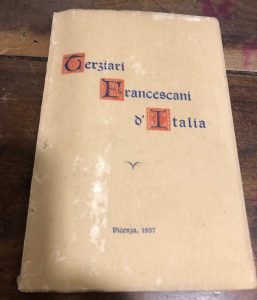 Terziari
Francescani
d' Italia
Vicenza, 1937